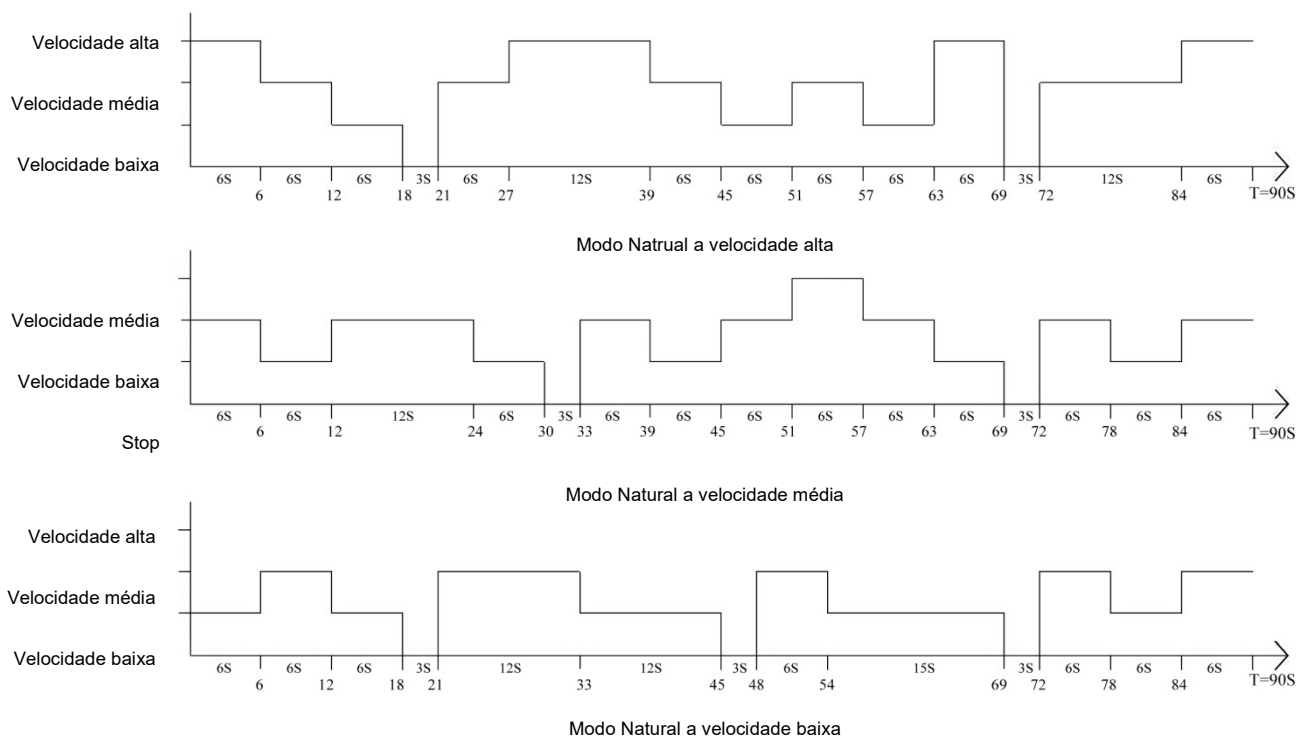 Velocidade alta
Velocidade média
Velocidade baixa
6S 6S 6S 3S 6S 12S 6S 6S 6S 6S 6S 3S 12S 6S
6 12 18 21 27 39 45 51 57 63 69 72 84 T=90S
Modo Natrual a velocidade alta
Velocidade média
Velocidade baixa
6S 6S 12S 6S 3S 6S 6S 6S 6S 6S 6S 3S 6S 6S 6S
6 12 24 30 33 39 45 51 57 63 69 72 78 84 T=90S
Stop
Modo Natural a velocidade média
Velocidade alta
Velocidade média
Velocidade baixa
6S 6S 6S 3S 12S 12S 3S 6S 15S 3S 6S 6S 6S
6 12 18 21 33 45 48 54 69 72 78 84 T=90S
Modo Natural a velocidade baixa